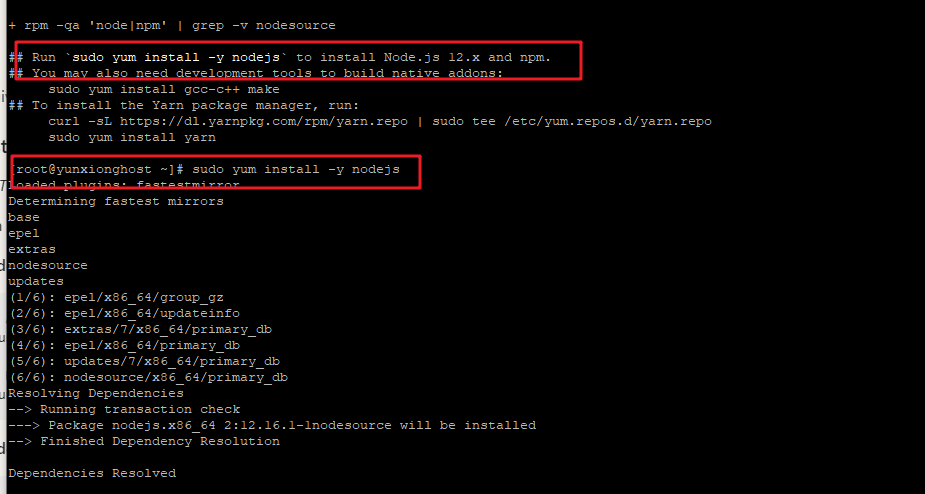 + rpm -qa 'node|npm' | grep -v nodesource
## Run `sudo yum install -y nodejs` to install Node.js 12.x and npm.
## You may also need development tools to build native addons:
sudo yum install gcc-c++ make
## To install the Yarn package manager, run:
curl -sL https://dl.yarnpkg.com/rpm/yarn.repo | sudo tee /etc/yum.repos.d/yarn.repo
sudo yum install yarn
[root@yunxionghost ~]# sudo yum install -y nodejs
Loaded plugins: fastestmirror
Determining fastest mirrors
base
epel
extras
nodesource
updates
(1/6): epel/x86_64/group_gz
(2/6): epel/x86_64/updateinfo
(3/6): extras/7/x86_64/primary_db
(4/6): epel/x86_64/primary_db
(5/6): updates/7/x86_64/primary_db
(6/6): nodesource/x86_64/primary_db
Resolving Dependencies
--> Running transaction check
---> Package nodejs.x86_64 2:12.16.1-1nodesource will be installed
--> Finished Dependency Resolution
Dependencies Resolved